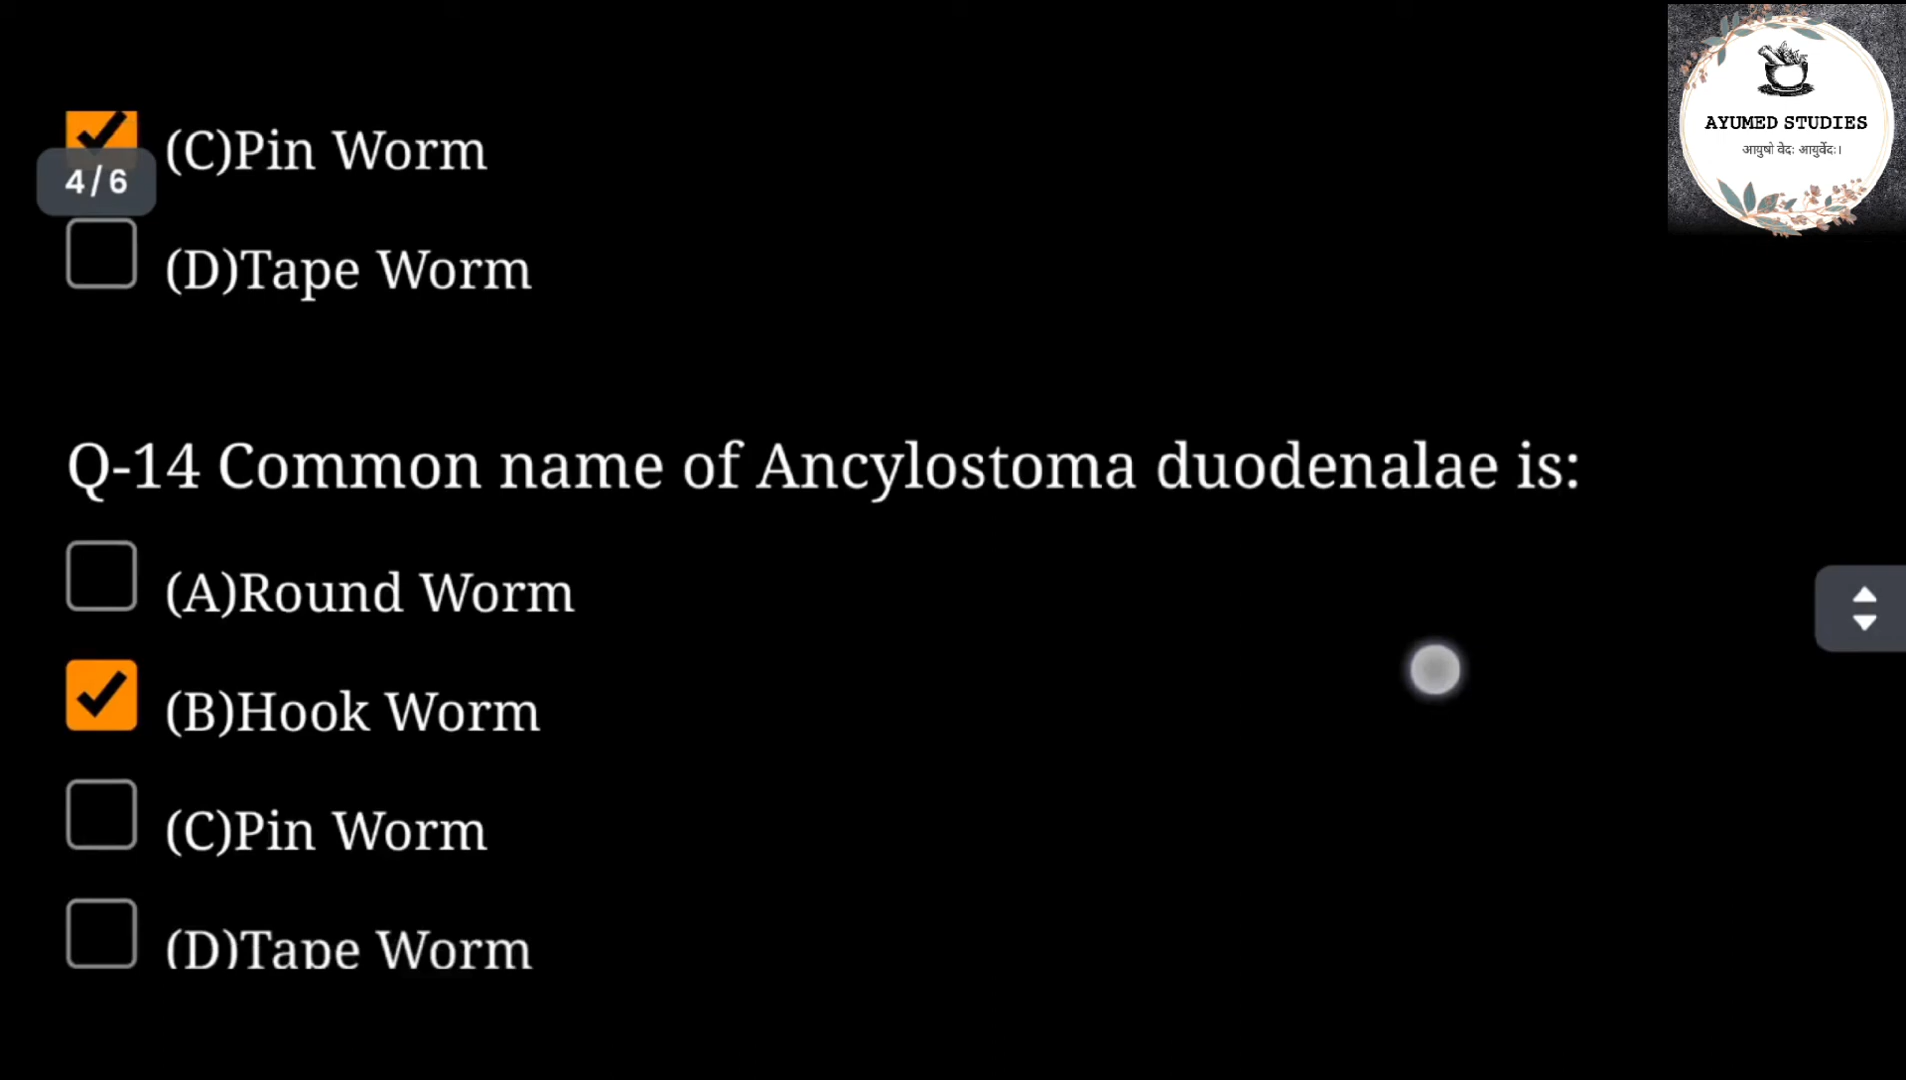 (C)Pin Worm
4/6
(D)Tape Worm
AYUMED STUDIES
आयुषो वेदः आयुर्वेदः।
Q-14 Common name of Ancylostoma duodenalae is:
(A)Round Worm
(B)Hook Worm
(C)Pin Worm
(D)Tape Worm